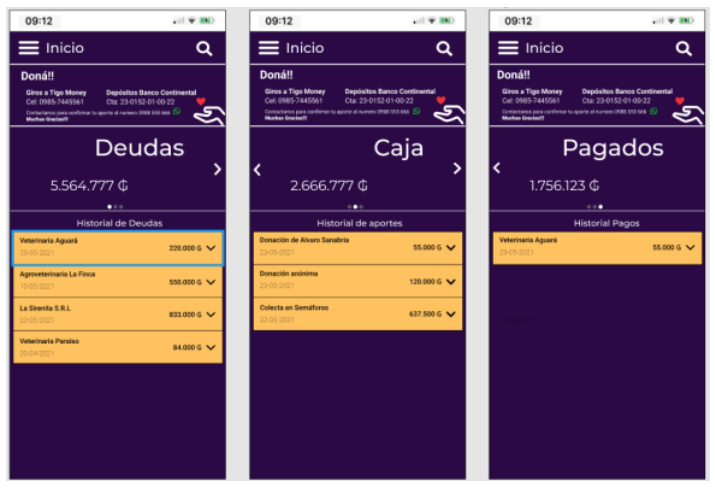 09:12
Inicio
Doná!!
Giros a Tigo Money
Cel: 0985-7445561
Depósitos Banco Continental
Cta: 23-0152-01-00-22
Contactanos para confirmar tu aporte al numero 0988 555 666
Muchas Gracias!!!
Deudas
5.564.777 ₲
Historial de Deudas
Veterinaria Aguará
25-05-2021
220.000 G
Agroveterinaria La Finca
10-05-2021
550.000 G
La Sirenita S.R.L
02-05-2021
833.000 G
Veterinaria Paraiso
20-04-2021
84.000 G
09:12
Inicio
Doná!!
Giros a Tigo Money
Cel: 0985-7445561
Depósitos Banco Continental
Cta: 23-0152-01-00-22
Contactanos para confirmar tu aporte al numero 0988 555 666
Muchas Gracias!!!
Caja
2.666.777 ₲
Historial de aportes
Donación de Alvaro Sanabria
23-05-2021
55.000 G
Donación anónima
23-05-2021
120.000 G
Colecta en Semáforos
02-05-2021
637.500 G
09:12
Inicio
Doná!!
Giros a Tigo Money
Cel: 0985-7445561
Depósitos Banco Continental
Cta: 23-0152-01-00-22
Contactanos para confirmar tu aporte al numero 0988 555 666
Muchas Gracias!!!
Pagados
1.756.123 ₲
Historial Pagos
Veterinaria Aguará
23-05-2021
55.000 G